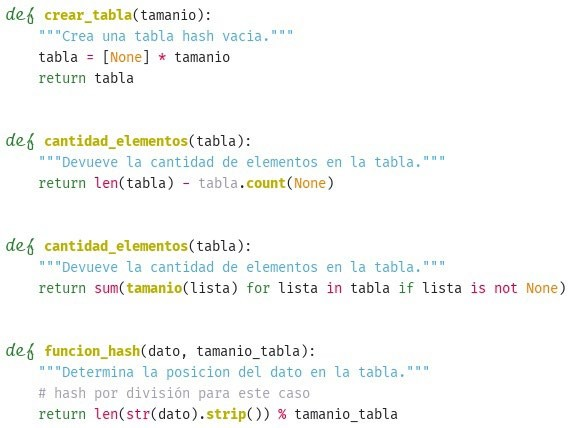 def crear_tabla(tamanio):
    """Crea una tabla hash vacia."""
    tabla = [None] * tamanio
    return tabla
def cantidad_elementos(tabla):
    """Devueve la cantidad de elementos en la tabla."""
    return len(tabla) - tabla.count(None)
def cantidad_elementos(tabla):
    """Devueve la cantidad de elementos en la tabla."""
    return sum(tamanio(lista) for lista in tabla if lista is not None)
def funcion_hash(dato, tamanio_tabla):
    """Determina la posicion del dato en la tabla."""
    # hash por división para este caso
    return len(str(dato).strip()) % tamanio_tabla